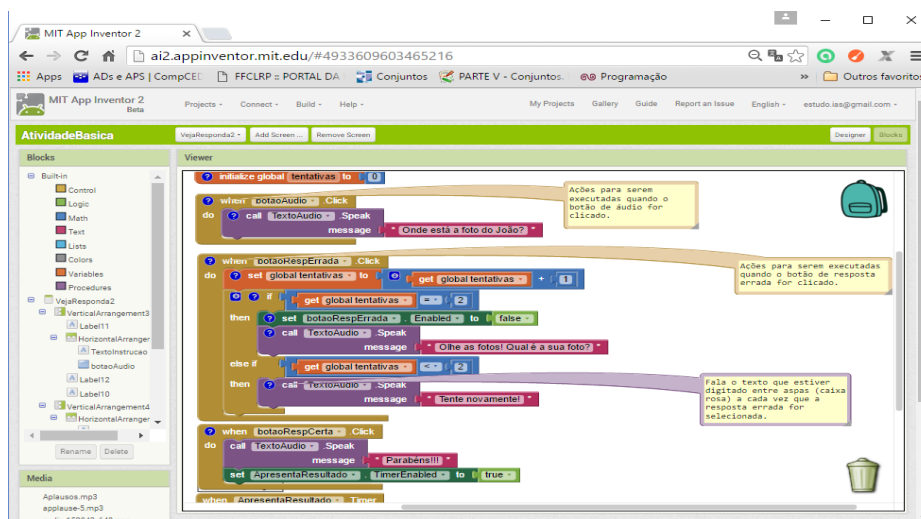 MIT App Inventor 2
ai2.appinventor.mit.edu/#4933609603465216
Apps
ADs e APS | CompCEI
FFCLRP :: PORTAL DA
Conjuntos
PARTE V - Conjuntos.
Programação
Outros favoritos
MIT App Inventor 2
Beta
Projects
Connect
Build
Help
My Projects
Gallery
Guide
Report an Issue
English
estudo.ias@gmail.com
AtividadeBasica
VejaResponda2
Add Screen ...
Remove Screen
Designer
Blocks
Blocks
Viewer
Built-in
Control
Logic
Math
Text
Lists
Colors
Variables
Procedures
VejaResponda2
VerticalArrangement3
Label11
HorizontalArranger
TextoInstrucao
botaoAudio
Label12
Label10
VerticalArrangement4
HorizontalArranger
Rename
Delete
Media
Aplausos.mp3
applause-5.mp3
initialize global tentativas to 0
when botaoAudio .Click
do call TextoAudio .Speak
message " Onde está a foto do João? "
Ações para serem
executadas quando o
botão de áudio for
clicado.
when botaoRespErrada .Click
do set global tentativas to get global tentativas + 1
if get global tentativas = 2
then set botaoRespErrada . Enabled to false
call TextoAudio .Speak
message " Olhe as fotos! Qual é a sua foto? "
else if get global tentativas < 2
then call TextoAudio .Speak
message " Tente novamente! "
Ações para serem executadas
quando o botão de resposta
errada for clicado.
Fala o texto que estiver
digitado entre aspas (caixa
rosa) a cada vez que a
resposta errada for
selecionada.
when botaoRespCerta .Click
do call TextoAudio .Speak
message " Parabéns!!! "
set ApresentaResultado . TimerEnabled to true
when ApresentaResultado .Timer